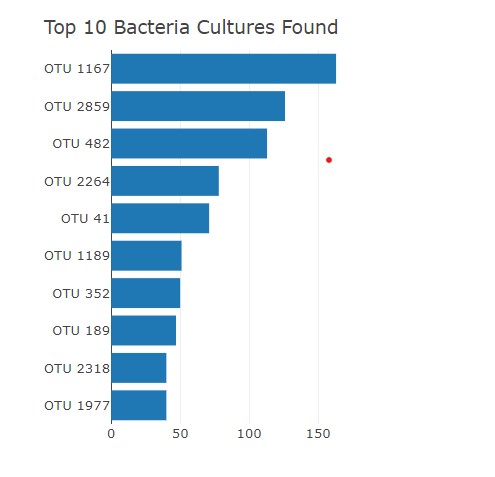 Top 10 Bacteria Cultures Found
OTU 1167
OTU 2859
OTU 482
OTU 2264
OTU 41
OTU 1189
OTU 352
OTU 189
OTU 2318
OTU 1977
0 50 100 150